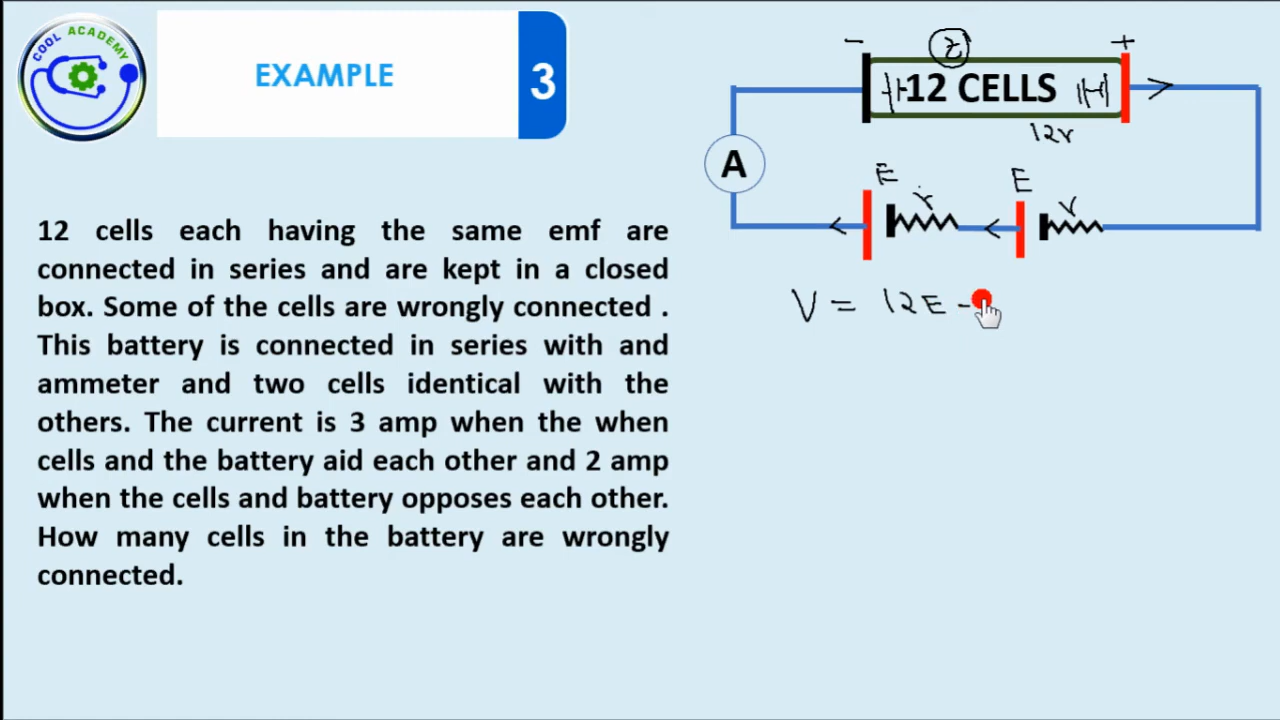 COOL ACADEMY
EXAMPLE
3
12 cells each having the same emf are
connected in series and are kept in a closed
box. Some of the cells are wrongly connected .
This battery is connected in series with and
ammeter and two cells identical with the
others. The current is 3 amp when the when
cells and the battery aid each other and 2 amp
when the cells and battery opposes each other.
How many cells in the battery are wrongly
connected.
- +
12 CELLS
12r
A
E E
r r
V = 12E -